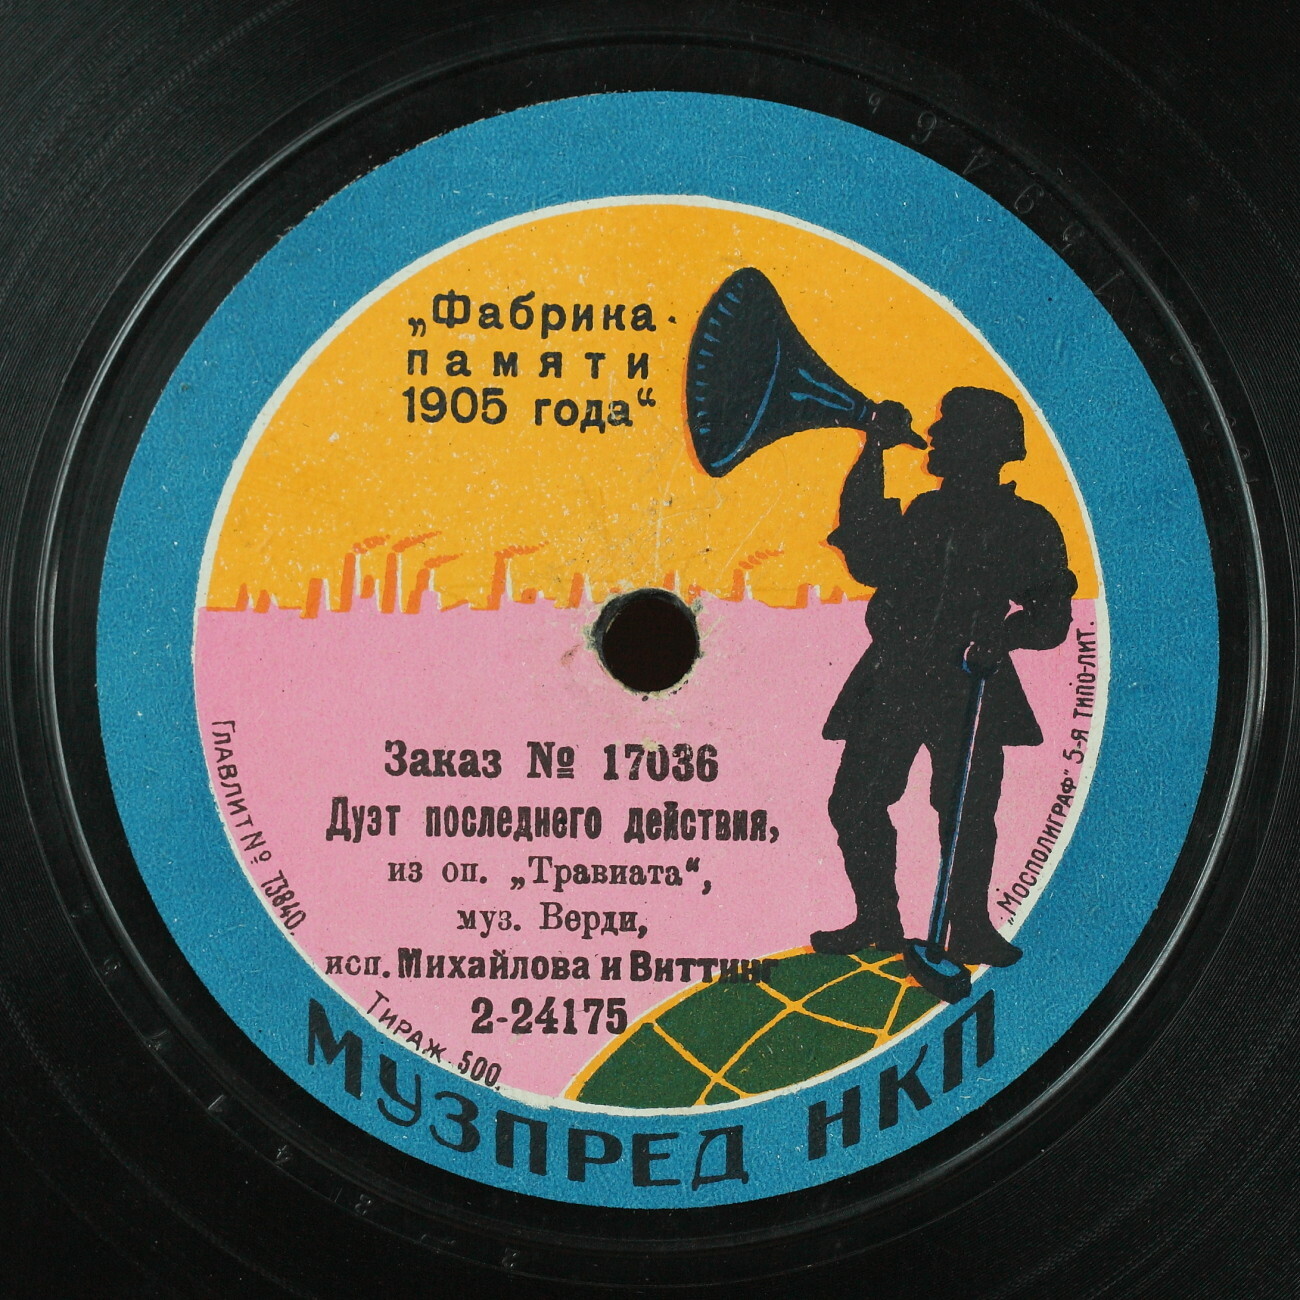 „Фабрика
памяти
1905 года“
Заказ № 17036
Дуэт последнего действия,
из оп. „Травиата“,
муз. Верди,
исп. Михайлова и Виттинг
2-24175
Главлит № 73840.
Тираж 500.
„Мосполиграф“ 5-я типо-лит.
МУЗПРЕД НКП